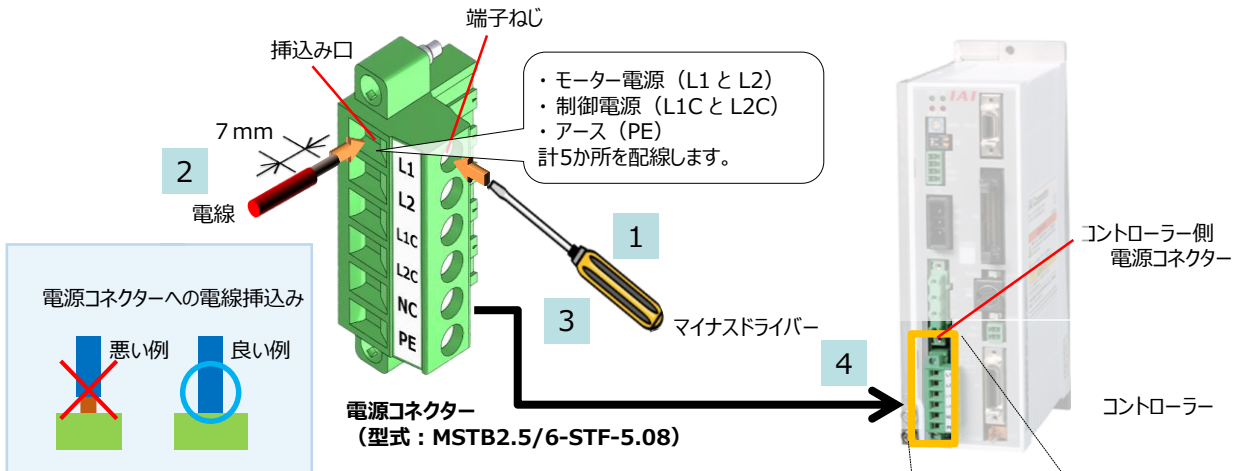 端子ねじ
挿込み口
・モーター電源（L1 と L2）
・制御電源（L1C と L2C）
・アース（PE）
計5か所を配線します。
7mm
2
電線
L1
L2
L1C
L2C
NC
PE
1
3
マイナスドライバー
電源コネクターへの電線挿込み
悪い例
良い例
電源コネクター
（型式：MSTB2.5/6-STF-5.08）
4
IAI
コントローラー側
電源コネクター
コントローラー